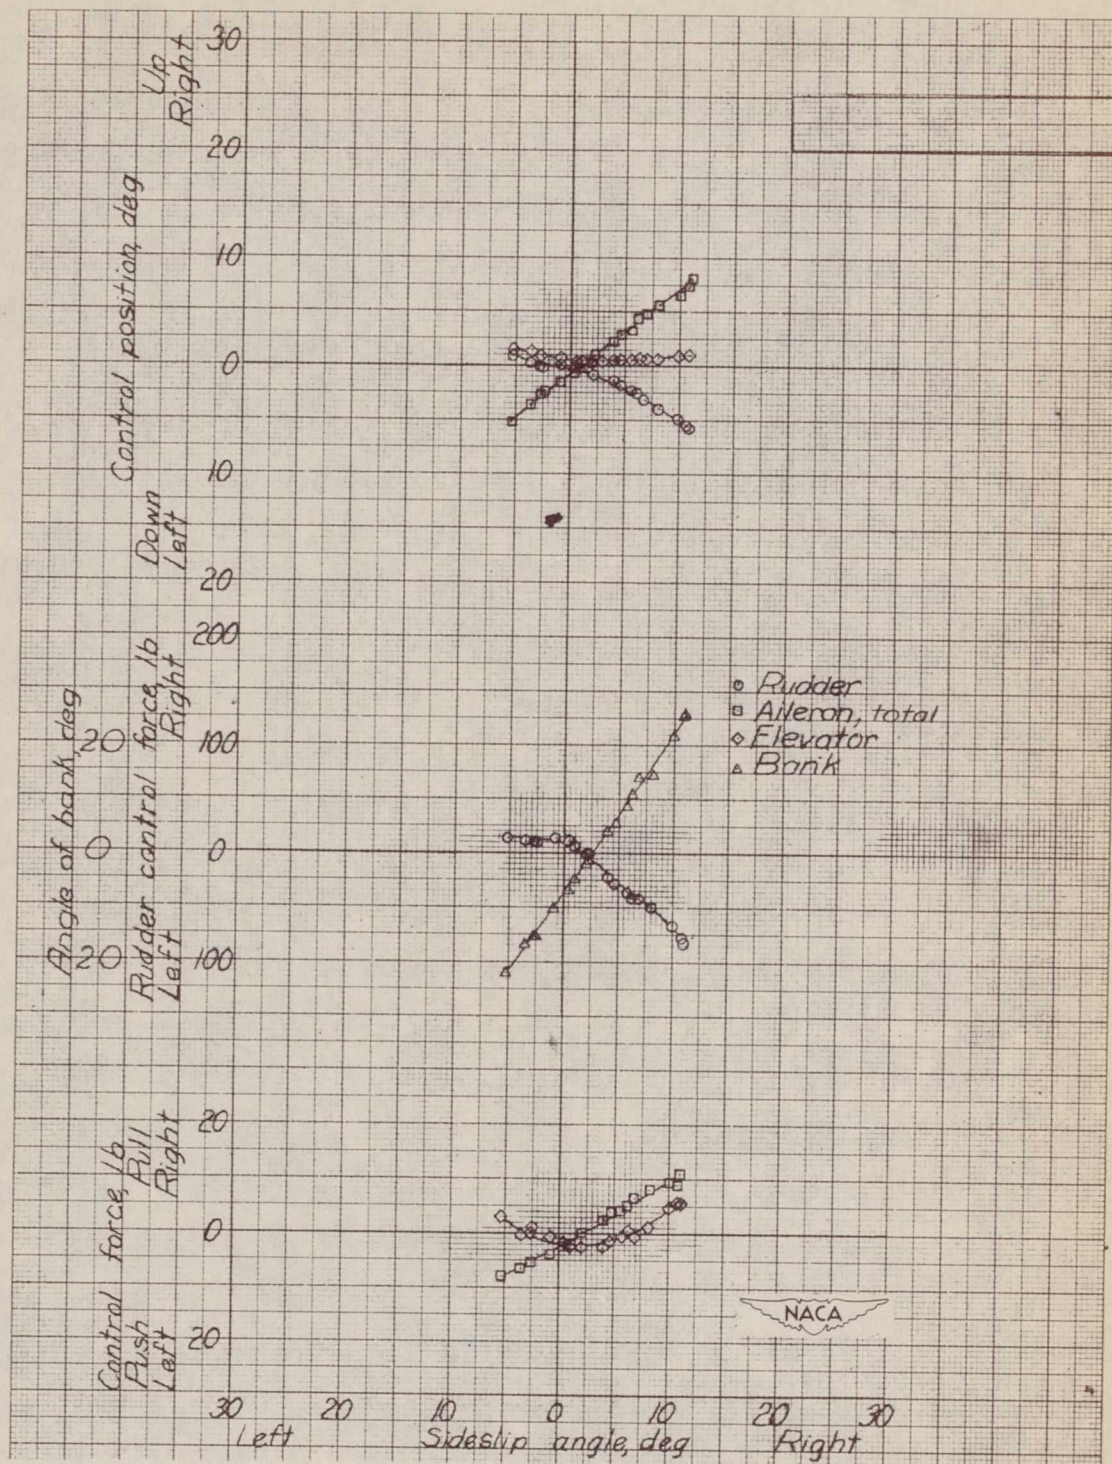 30
Up
Right
20
Control position, deg
10
0
10
Down
Left
20
200
Rudder control force, lb
Right
Angle of bank, deg
20
100
0
0
20
100
Left
Rudder
Aileron, total
Elevator
Bank
20
Control force, lb
Pull
Right
0
Push
Left
20
NACA
30 20 10 0 10 20 30
Left Sideslip angle, deg Right